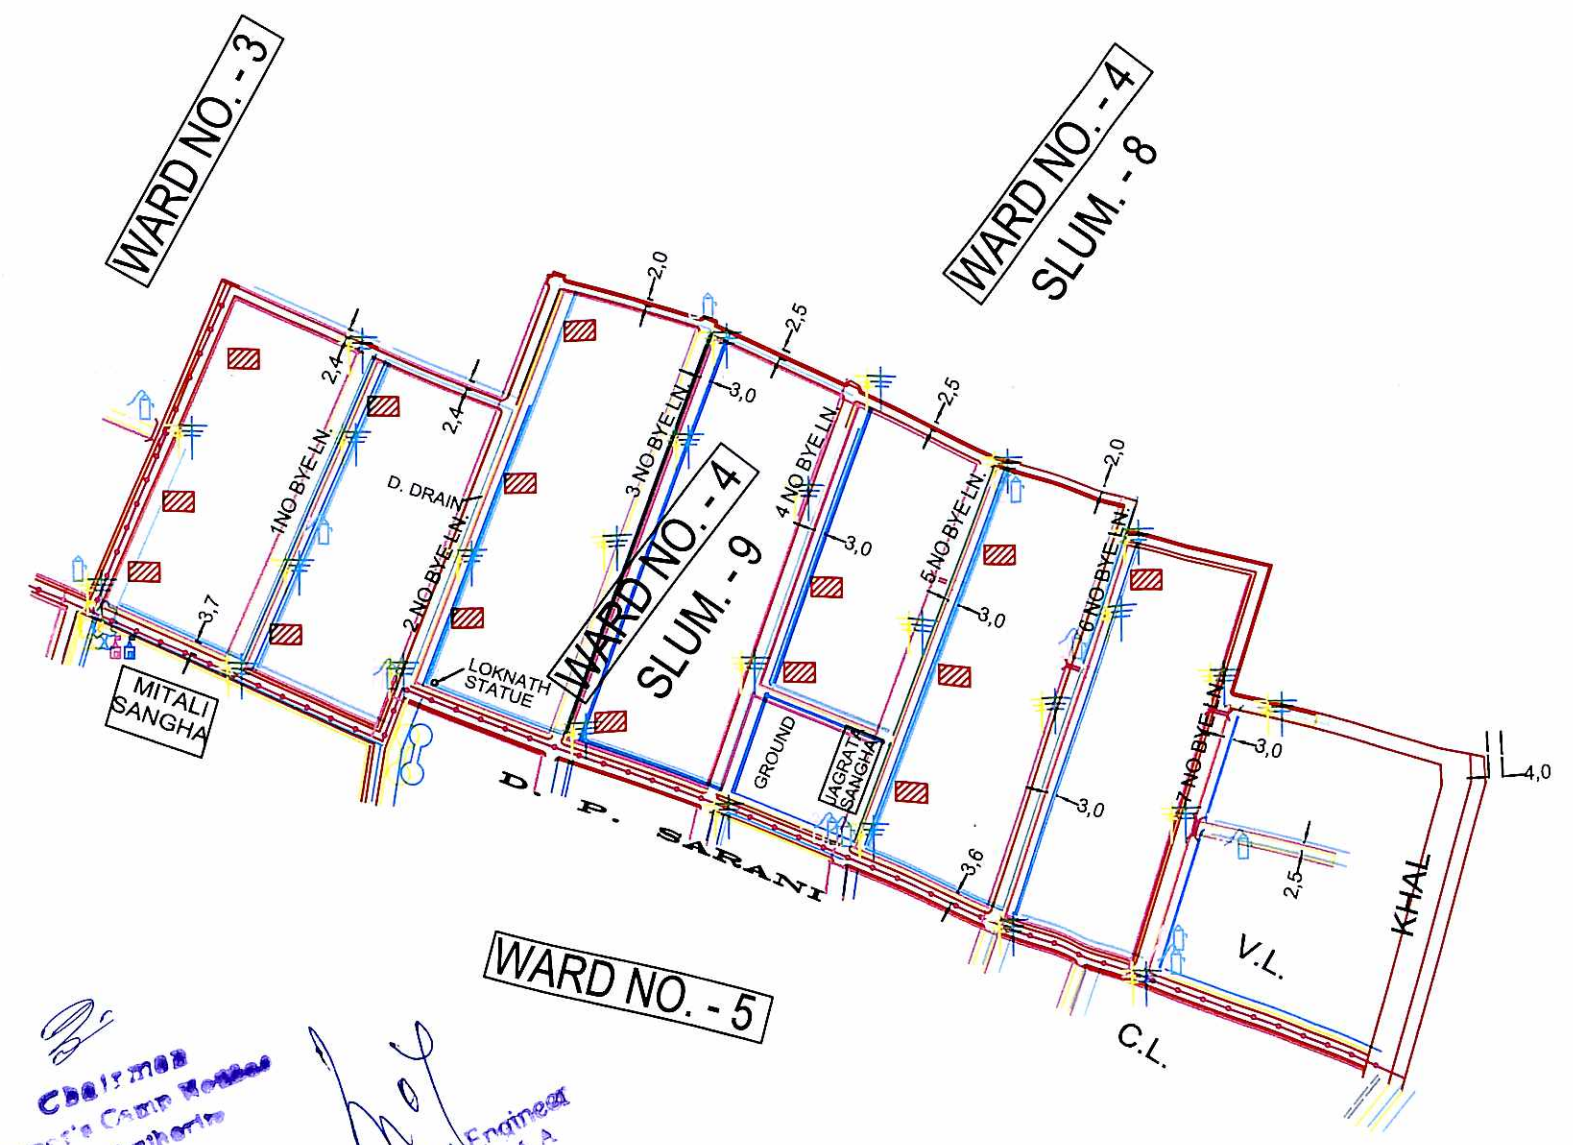 WARD NO. - 3
WARD NO. - 4
SLUM. - 8
2,0
2,5
2,4
2,4
3,0
2,5
2,0
1NO BYE LN.
D. DRAIN
2 NO BYE LN.
3 NO BYE LN.
4 NO BYE LN.
5 NO BYE LN.
6 NO BYE LN.
7 NO BYE LN.
WARD NO. - 4
SLUM. - 9
3,0
3,0
3,7
MITALI
SANGHA
LOKNATH
STATUE
GROUND
JAGRATA
SANGHA
3,0
3,0
4,0
2,5
3,6
D. P. SARANI
KHAL
V.L.
C.L.
WARD NO. - 5
Chairman
Camp
Engineer